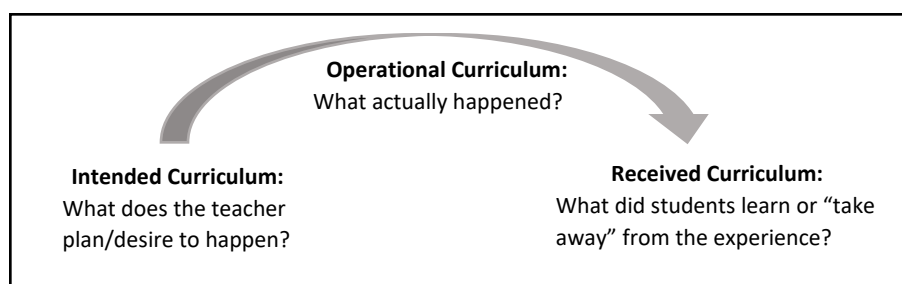 Operational Curriculum:
What actually happened?
Intended Curriculum:
What does the teacher
plan/desire to happen?
Received Curriculum:
What did students learn or “take
away” from the experience?